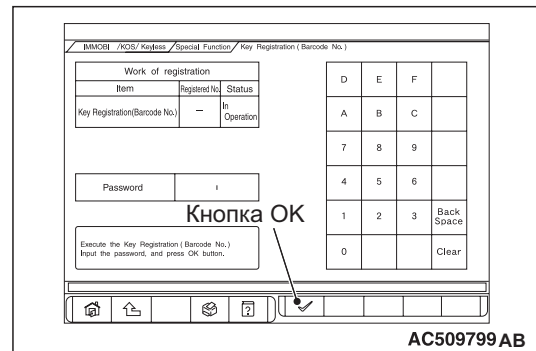 IMMOBI /KOS/ Keyless /Special Function/ Key Registration ( Barcode No. )
Work of registration
Item Registered No. Status
Key Registration(Barcode No.) – In Operation
Password
Execute the Key Registration ( Barcode No. )
Input the password, and press OK button.
D E F
A B C
7 8 9
4 5 6
1 2 3 Back Space
0 Clear
Кнопка OK
AC509799AB